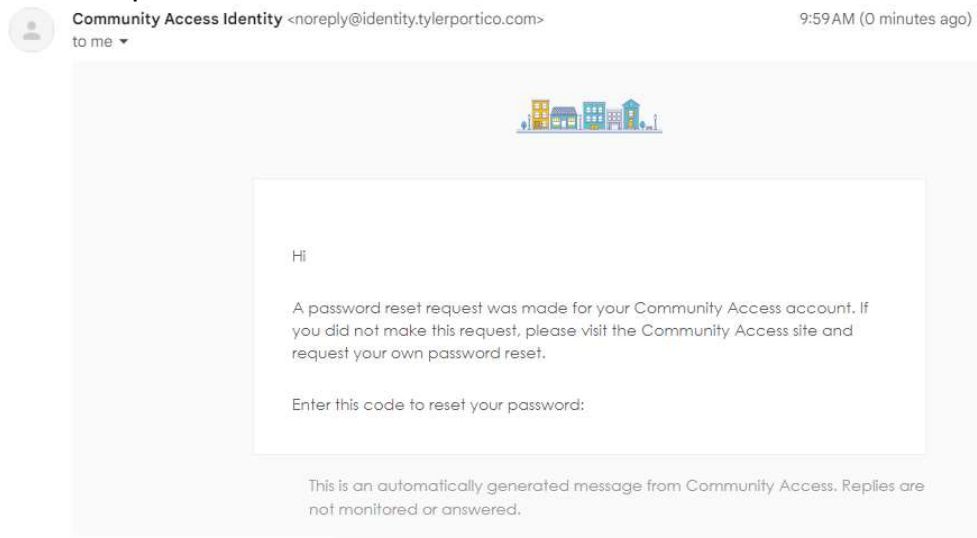 Community Access Identity <noreply@identity.tylerportico.com>
9:59 AM (0 minutes ago)
to me
Hi
A password reset request was made for your Community Access account. If
you did not make this request, please visit the Community Access site and
request your own password reset.
Enter this code to reset your password:
This is an automatically generated message from Community Access. Replies are
not monitored or answered.